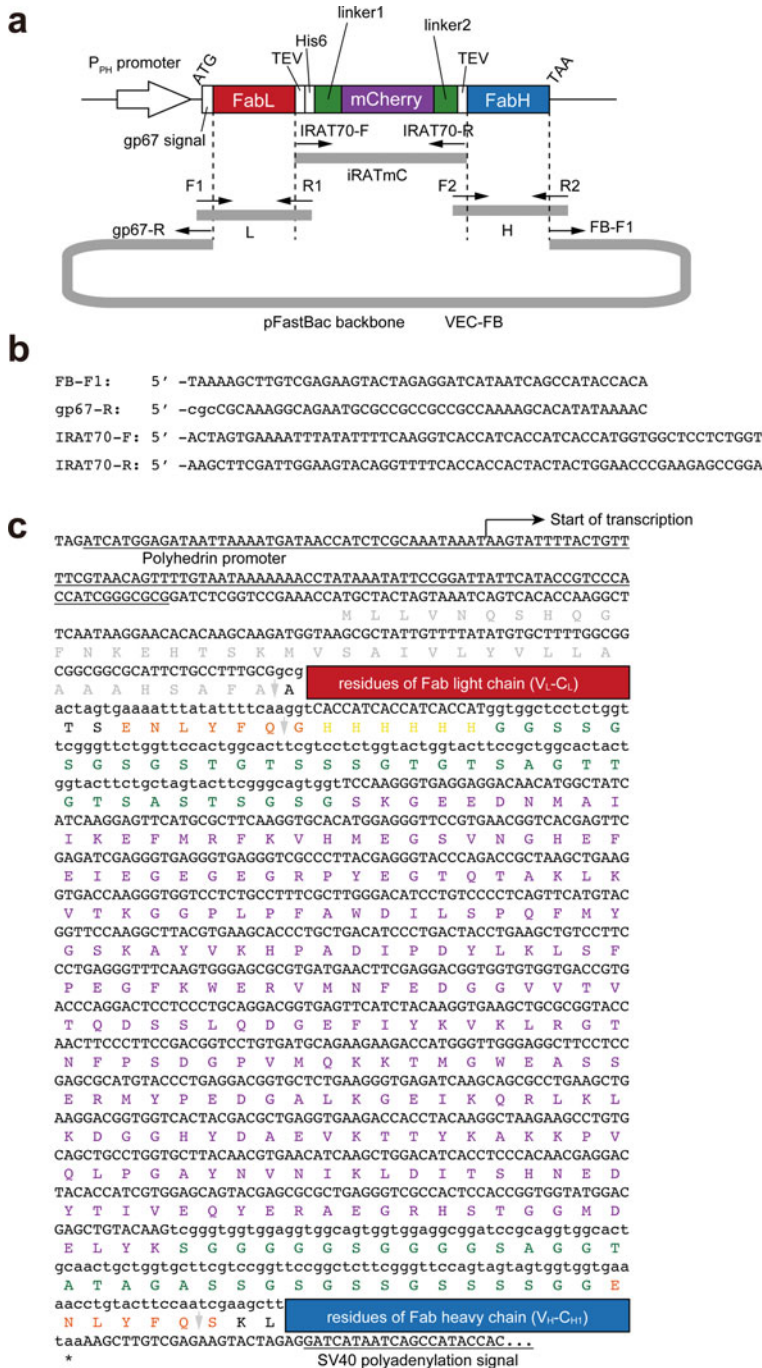 a
linker1
linker2
His6
TEV
TEV
P_PH promoter
ATG
TAA
FabL
mCherry
FabH
gp67 signal
IRAT70-F
IRAT70-R
iRATmC
F1
R1
F2
R2
L
H
gp67-R
FB-F1
pFastBac backbone VEC-FB
b
FB-F1: 5' -TAAAAGCTTGTCGAGAAGTACTAGAGGATCATAATCAGCCATACCACA
gp67-R: 5' -cgcCGCAAAGGCAGAATGCGCCGCCGCCGCCAAAAGCACATATAAAAC
IRAT70-F: 5' -ACTAGTGAAAATTTATATTTTCAAGGTCACCATCACCATCACCATGGTGGCTCCTCTGGT
IRAT70-R: 5' -AAGCTTCGATTGGAAGTACAGGTTTTCACCACCACTACTACTGGAACCCGAAGAGCCGGA
c
Start of transcription
TAGATCATGGAGATAATTAAAATGATAACCATCTCGCAAATAAATAAGTATTTTACTGTT
Polyhedrin promoter
TTCGTAACAGTTTTGTAATAAAAAAACCTATAAATATTCCGGATTATTCATACCGTCCCA
CCATCGGGCGCGGATCTCGGTCCGAAACCATGCTACTAGTAAATCAGTCACACCAAGGCT
M L L V N Q S H Q G
TCAATAAGGAACACACAAGCAAGATGGTAAGCGCTATTGTTTTATATGTGCTTTTGGCGG
F N K E H T S K M V S A I V L Y V L L A
CGGCGGCGCATTCTGCCTTTGCGgcg
residues of Fab light chain (VL-CL)
A A A H S A F A A
actagtgaaaatttatattttcaaggtCACCATCACCATCACCATggtggctcctctggt
T S E N L Y F Q G H H H H H H G G S S G
tcgggttctggttccactggcacttcgtcctctggtactggtacttccgctggcactact
S G S G S T G T S S S G T G T S A G T T
ggtacttctgctagtacttcgggcagtggtTCCAAGGGTGAGGAGGACAACATGGCTATC
G T S A S T S G S G S K G E E D N M A I
ATCAAGGAGTTCATGCGCTTCAAGGTGCACATGGAGGGTTCCGTGAACGGTCACGAGTTC
I K E F M R F K V H M E G S V N G H E F
GAGATCGAGGGTGAGGGTGAGGGTCGCCCTTACGAGGGTACCCAGACCGCTAAGCTGAAG
E I E G E G E G R P Y E G T Q T A K L K
GTGACCAAGGGTGGTCCTCTGCCTTTCGCTTGGGACATCCTGTCCCCTCAGTTCATGTAC
V T K G G P L P F A W D I L S P Q F M Y
GGTTCCAAGGCTTACGTGAAGCACCCTGCTGACATCCCTGACTACCTGAAGCTGTCCTTC
G S K A Y V K H P A D I P D Y L K L S F
CCTGAGGGTTTCAAGTGGGAGCGCGTGATGAACTTCGAGGACGGTGGTGTGGTGACCGTG
P E G F K W E R V M N F E D G G V V T V
ACCCAGGACTCCTCCCTGCAGGACGGTGAGTTCATCTACAAGGTGAAGCTGCGCGGTACC
T Q D S S L Q D G E F I Y K V K L R G T
AACTTCCCTTCCGACGGTCCTGTGATGCAGAAGAAGACCATGGGTTGGGAGGCTTCCTCC
N F P S D G P V M Q K K T M G W E A S S
GAGCGCATGTACCCTGAGGACGGTGCTCTGAAGGGTGAGATCAAGCAGCGCCTGAAGCTG
E R M Y P E D G A L K G E I K Q R L K L
AAGGACGGTGGTCACTACGACGCTGAGGTGAAGACCACCTACAAGGCTAAGAAGCCTGTG
K D G G H Y D A E V K T T Y K A K K P V
CAGCTGCCTGGTGCTTACAACGTGAACATCAAGCTGGACATCACCTCCCACAACGAGGAC
Q L P G A Y N V N I K L D I T S H N E D
TACACCATCGTGGAGCAGTACGAGCGCGCTGAGGGTCGCCACTCCACCGGTGGTATGGAC
Y T I V E Q Y E R A E G R H S T G G M D
GAGCTGTACAAGtcgggtggtggaggtggcagtggtggaggcggatccgcaggtggcact
E L Y K S G G G G G S G G G G S A G G T
gcaactgctggtgcttcgtccggttccggctcttcgggttccagtagtagtggtggtgaa
A T A G A S S G S G S S G S S S S G G E
aacctgtacttccaatcgaagctt
residues of Fab heavy chain (VH-CH1)
N L Y F Q S K L
taaAAGCTTGTCGAGAAGTACTAGAGGATCATAATCAGCCATACCAC...
*
SV40 polyadenylation signal